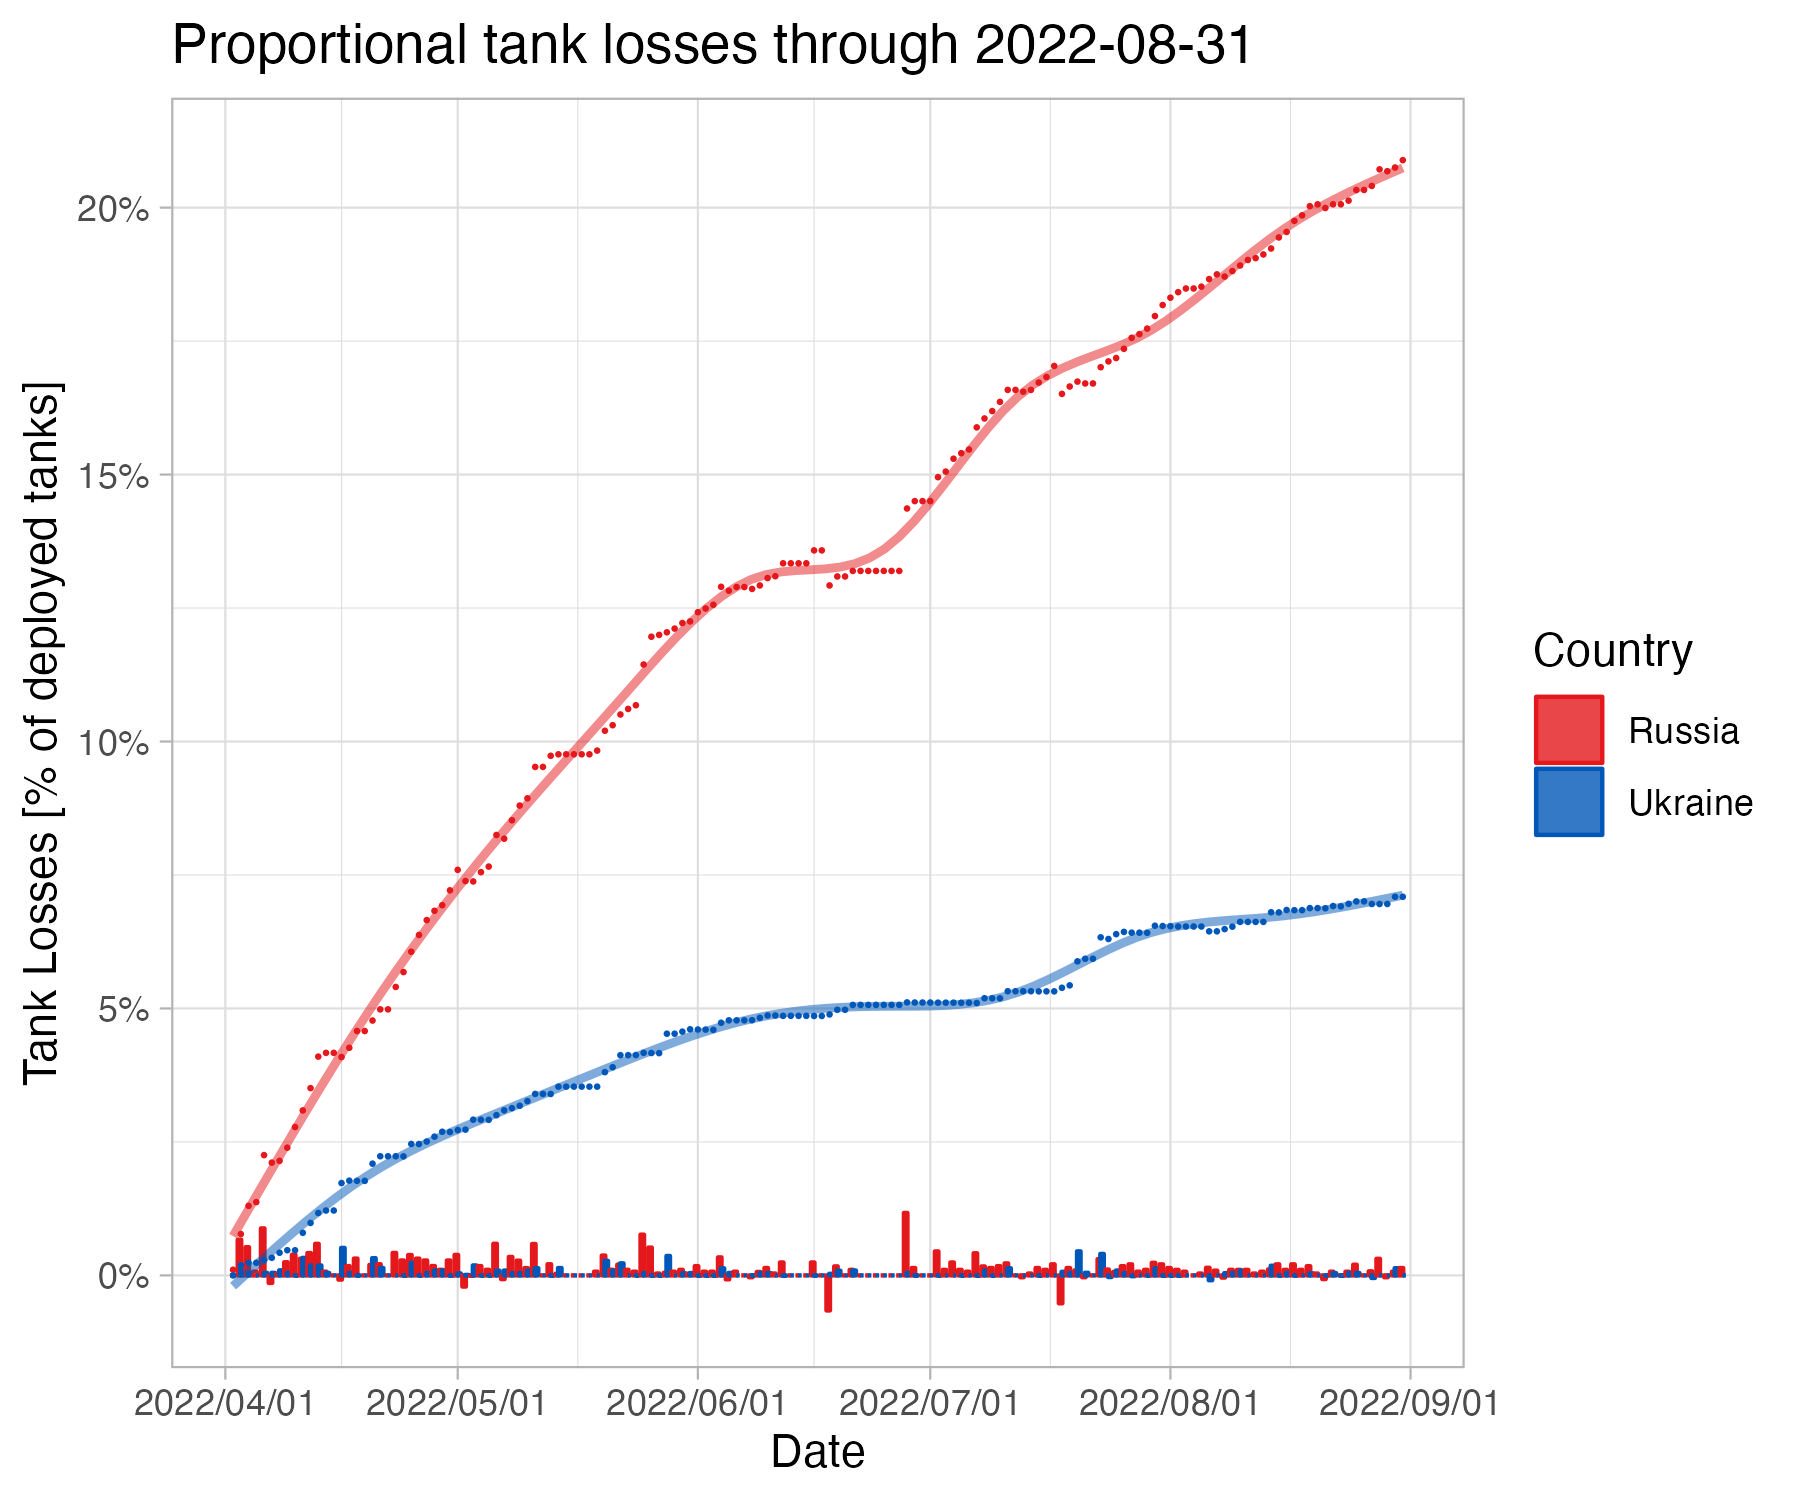 Proportional tank losses through 2022-08-31
Tank Losses [% of deployed tanks]
20%
15%
10%
5%
0%
2022/04/01
2022/05/01
2022/06/01
2022/07/01
2022/08/01
2022/09/01
Date
Country
Russia
Ukraine